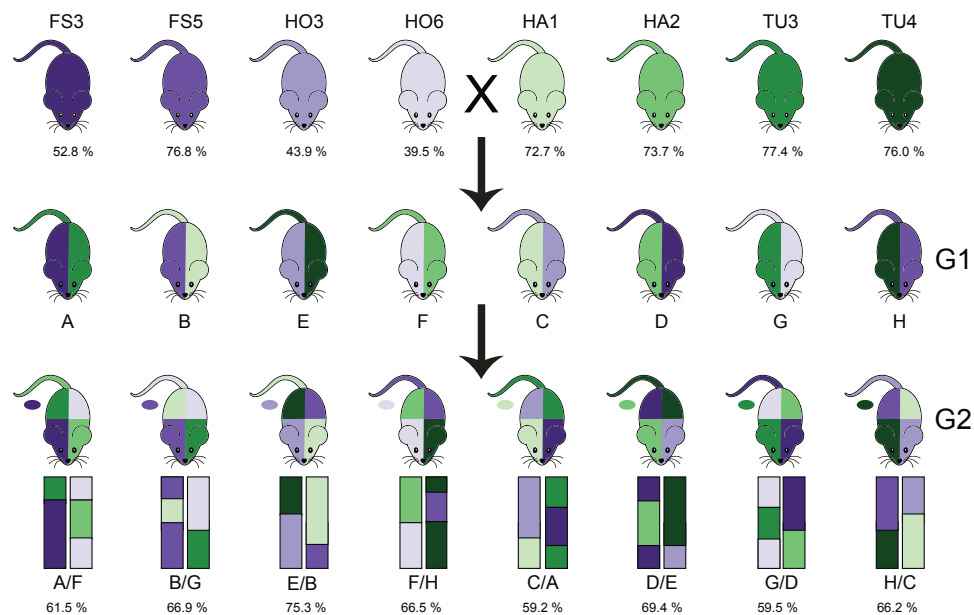 FS3 FS5 HO3 HO6 HA1 HA2 TU3 TU4
X
52.8 % 76.8 % 43.9 % 39.5 % 72.7 % 73.7 % 77.4 % 76.0 %
G1
A B E F C D G H
G2
A/F B/G E/B F/H C/A D/E G/D H/C
61.5 % 66.9 % 75.3 % 66.5 % 59.2 % 69.4 % 59.5 % 66.2 %